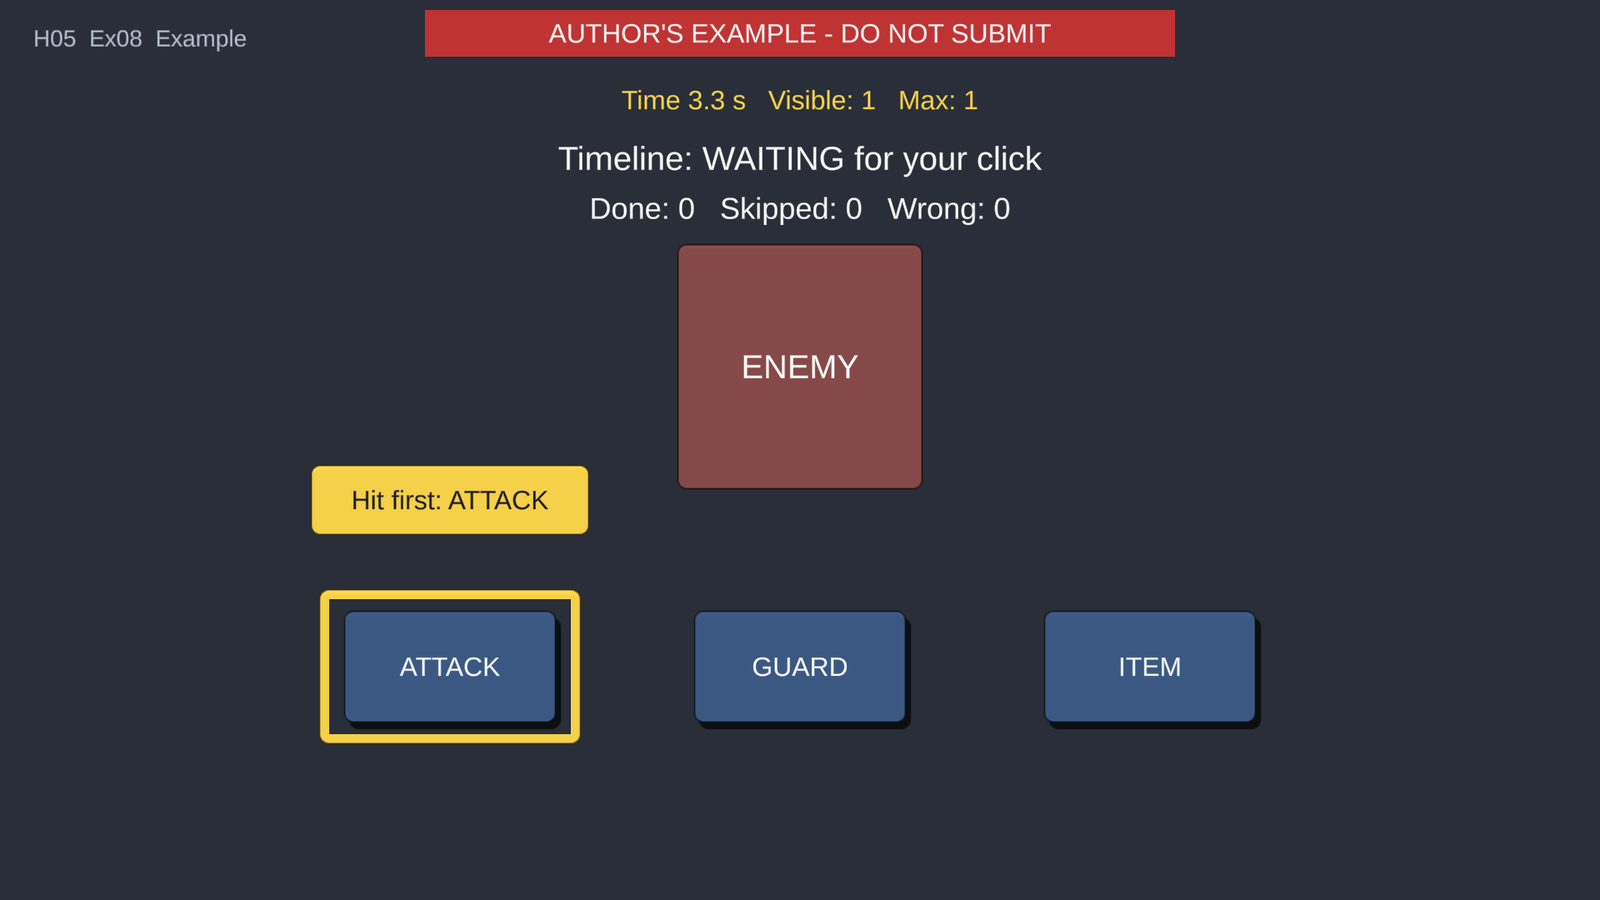 H05 Ex08 Example
AUTHOR'S EXAMPLE - DO NOT SUBMIT
Time 3.3 s Visible: 1 Max: 1
Timeline: WAITING for your click
Done: 0 Skipped: 0 Wrong: 0
ENEMY
Hit first: ATTACK
ATTACK
GUARD
ITEM